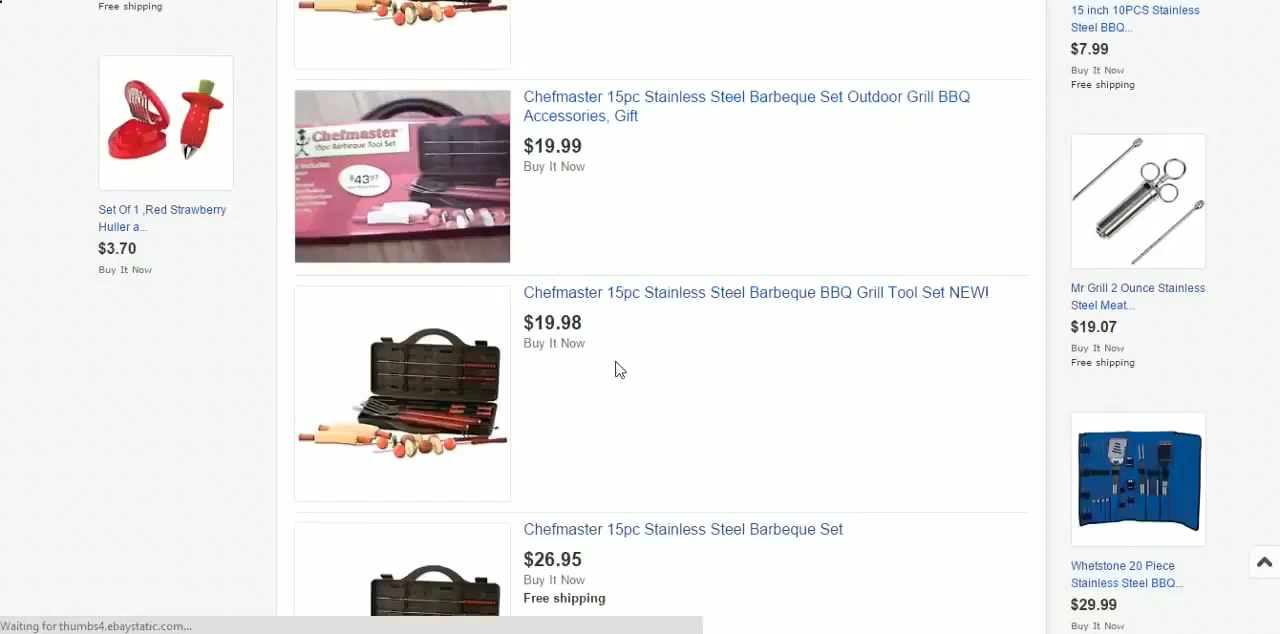 Free shipping
Set Of 1 ,Red Strawberry
Huller a...
$3.70
Buy It Now
Chefmaster
15pc Barbeque Tool Set
$43.97
Chefmaster 15pc Stainless Steel Barbeque Set Outdoor Grill BBQ
Accessories, Gift
$19.99
Buy It Now
Chefmaster 15pc Stainless Steel Barbeque BBQ Grill Tool Set NEW!
$19.98
Buy It Now
Chefmaster 15pc Stainless Steel Barbeque Set
$26.95
Buy It Now
Free shipping
15 inch 10PCS Stainless
Steel BBQ...
$7.99
Buy It Now
Free shipping
Mr Grill 2 Ounce Stainless
Steel Meat...
$19.07
Buy It Now
Free shipping
Whetstone 20 Piece
Stainless Steel BBQ...
$29.99
Buy It Now
Waiting for thumbs4.ebaystatic.com...